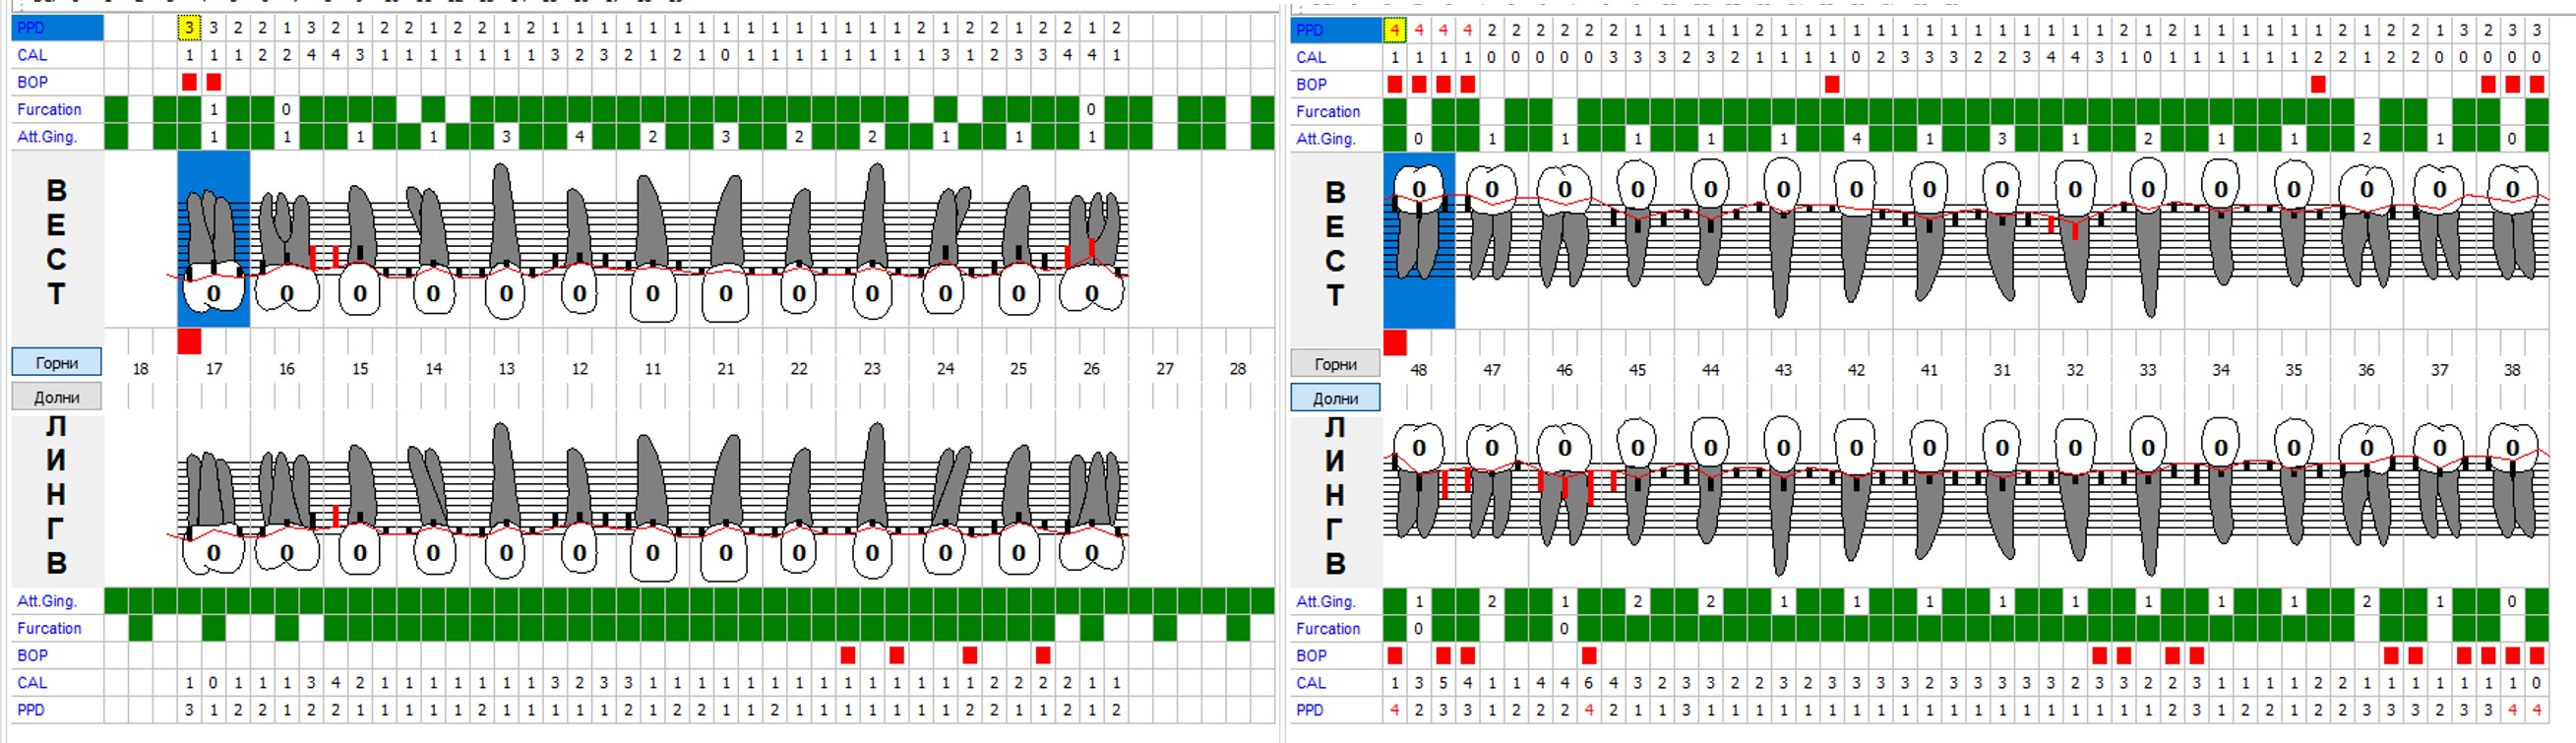 PPD 3 3 2 2 1 3 2 1 2 2 1 2 2 1 2 1 1 1 1 1 1 1 1 1 1 1 1 1 1 1 2 1 2 2 1 2 2 1 2
CAL 1 1 1 2 2 4 4 3 1 1 1 1 1 1 1 3 2 3 2 1 2 1 0 1 1 1 1 1 1 1 1 3 1 2 3 3 4 4 1
BOP
Furcation 1 0 0
Att.Ging. 1 1 1 1 3 4 2 3 2 2 1 1 1
ВЕСТ
0 0 0 0 0 0 0 0 0 0 0 0 0
Горни
18 17 16 15 14 13 12 11 21 22 23 24 25 26 27 28
Долни
ЛИНГВ
0 0 0 0 0 0 0 0 0 0 0 0 0
Att.Ging.
Furcation
BOP
CAL 1 0 1 1 1 3 4 2 1 1 1 1 1 1 1 3 2 3 3 1 1 1 1 1 1 1 1 1 1 1 1 1 1 2 2 2 2 1 1
PPD 3 1 2 2 1 2 2 1 1 1 1 1 2 1 1 1 1 1 2 1 2 2 1 1 2 1 1 1 1 1 1 1 2 2 1 1 2 1 2
PPD 4 4 4 4 2 2 2 2 2 2 1 1 1 1 1 2 1 1 1 1 1 1 1 1 1 1 1 1 1 1 2 1 2 1 1 1 1 1 1 2 1 2 2 1 3 2 3 3
CAL 1 1 1 1 0 0 0 0 0 3 3 3 2 3 2 1 1 1 1 0 2 3 3 3 2 2 3 4 4 3 1 0 1 1 1 1 1 1 2 2 1 2 2 0 0 0 0 0
BOP
Furcation
Att.Ging. 0 1 1 1 1 1 4 1 3 1 2 1 1 2 1 0
ВЕСТ
0 0 0 0 0 0 0 0 0 0 0 0 0 0 0 0
Горни
48 47 46 45 44 43 42 41 31 32 33 34 35 36 37 38
Долни
ЛИНГВ
0 0 0 0 0 0 0 0 0 0 0 0 0 0 0 0
Att.Ging. 1 2 1 2 2 1 1 1 1 1 1 1 1 2 1 0
Furcation 0 0
BOP
CAL 1 3 5 4 1 1 4 4 6 4 3 2 3 3 2 2 3 2 3 3 3 3 2 3 3 3 3 3 2 3 3 2 2 3 1 1 1 1 2 2 1 1 1 1 1 1 1 0
PPD 4 2 3 3 1 2 2 2 4 2 1 1 3 1 1 1 1 1 1 1 1 1 1 1 1 1 1 1 1 1 1 1 2 3 1 2 2 1 2 2 3 3 3 2 3 3 4 4